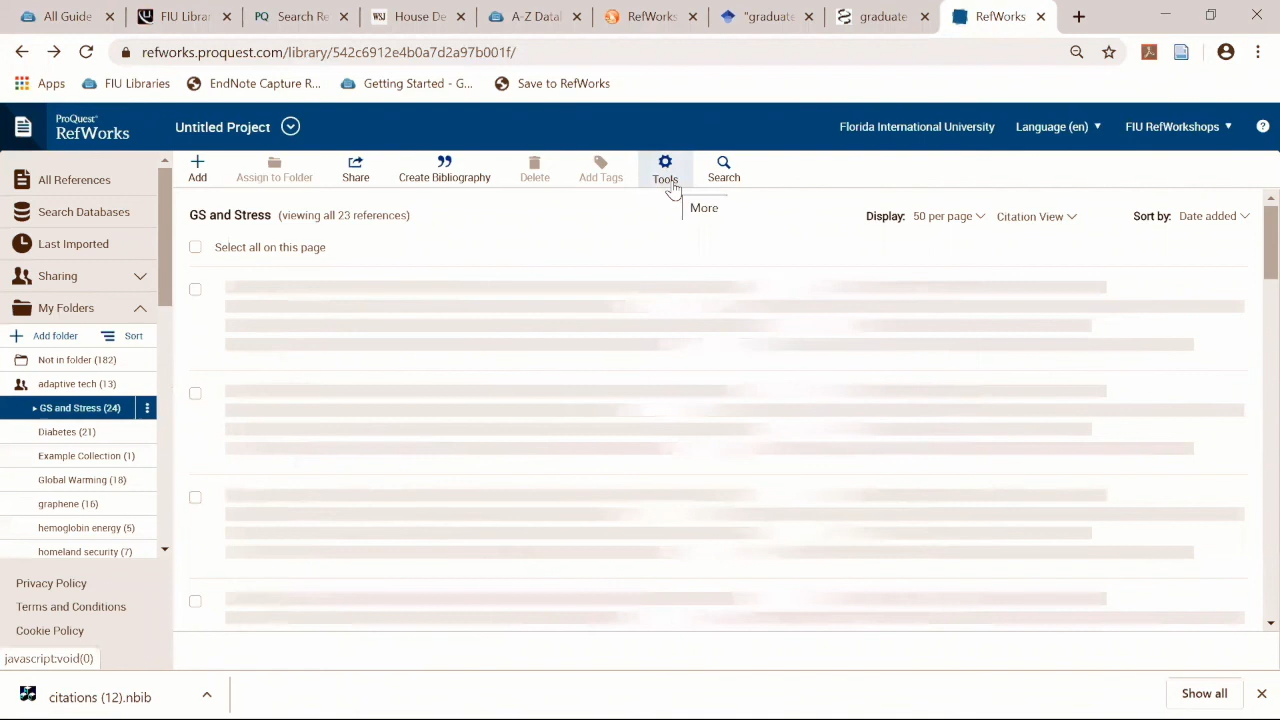 All Guide
FIU Librar
PQ Search Re
WSJ House De
A-Z Datal
RefWorks
"graduate
graduate
RefWorks
refworks.proquest.com/library/542c6912e4b0a7d2a97b001f/
Apps
FIU Libraries
EndNote Capture R...
Getting Started - G...
Save to RefWorks
ProQuest®
RefWorks
Untitled Project
Florida International University
Language (en)
FIU RefWorkshops
?
Add
Assign to Folder
Share
Create Bibliography
Delete
Add Tags
Tools
Search
More
All References
Search Databases
Last Imported
Sharing
My Folders
Add folder
Sort
Not in folder (182)
adaptive tech (13)
GS and Stress (24)
Diabetes (21)
Example Collection (1)
Global Warming (18)
graphene (16)
hemoglobin energy (5)
homeland security (7)
Privacy Policy
Terms and Conditions
Cookie Policy
GS and Stress (viewing all 23 references)
Display: 50 per page Citation View
Sort by: Date added
Select all on this page
javascript:void(0)
citations (12).nbib
Show all